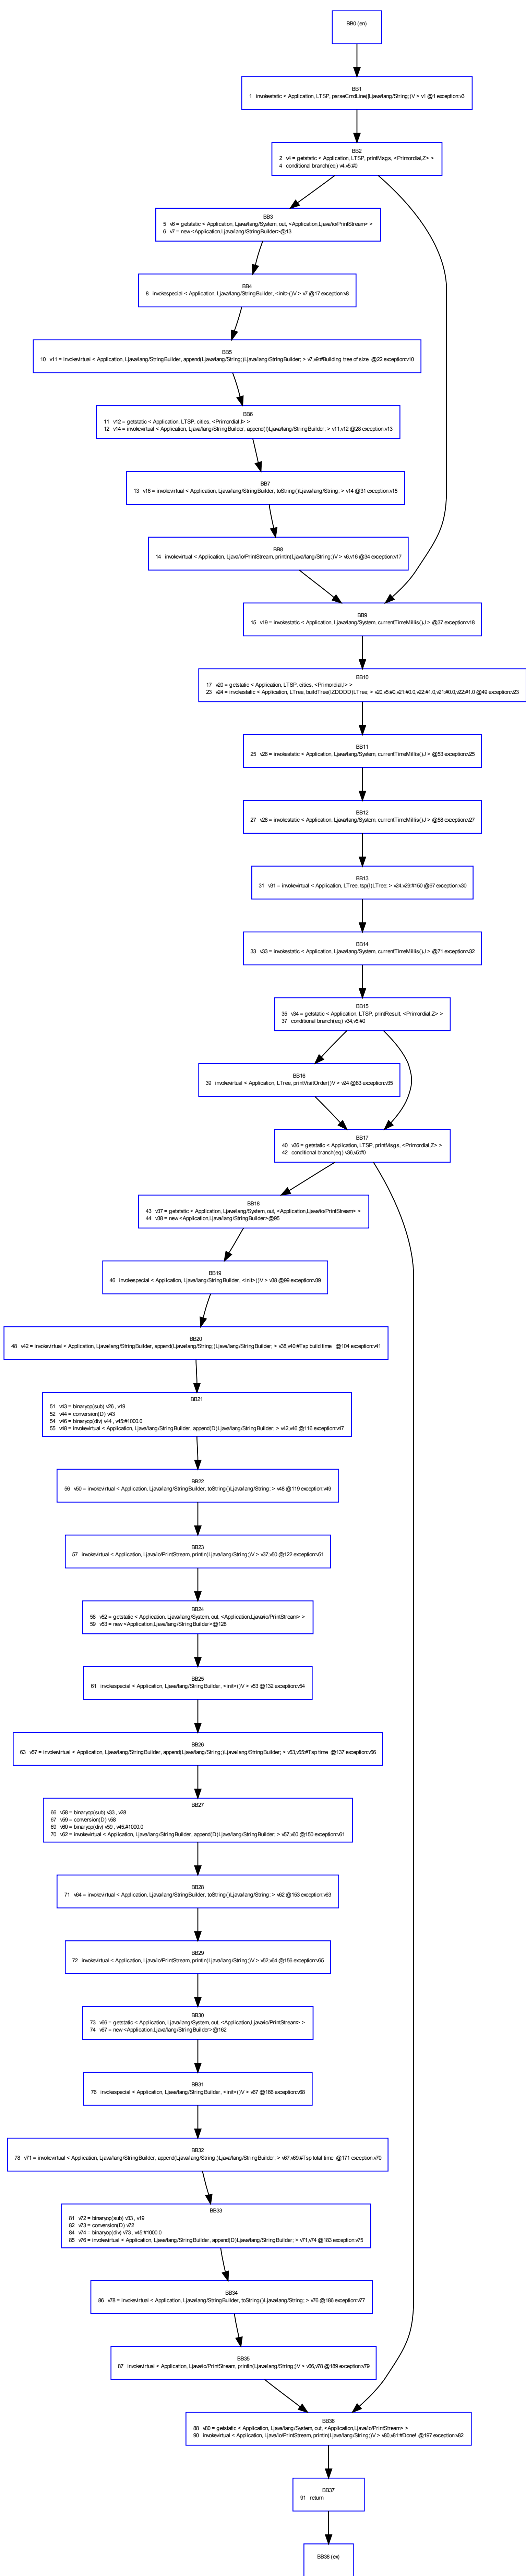 BB0 (en)
BB1
1 invokestatic < Application, LTSP, parseCmdLine([Ljava/lang/String;)V > v1 @1 exception:v3
BB2
2 v4 = getstatic < Application, LTSP, printMsgs, <Primordial,Z> >
4 conditional branch(eq) v4,v5:#0
BB3
5 v6 = getstatic < Application, Ljava/lang/System, out, <Application,Ljava/io/PrintStream> >
6 v7 = new <Application,Ljava/lang/StringBuilder>@13
BB4
8 invokespecial < Application, Ljava/lang/StringBuilder, <init>()V > v7 @17 exception:v8
BB5
10 v11 = invokevirtual < Application, Ljava/lang/StringBuilder, append(Ljava/lang/String;)Ljava/lang/StringBuilder; > v7,v9:#Building tree of size @22 exception:v10
BB6
11 v12 = getstatic < Application, LTSP, cities, <Primordial,I> >
12 v14 = invokevirtual < Application, Ljava/lang/StringBuilder, append(I)Ljava/lang/StringBuilder; > v11,v12 @28 exception:v13
BB7
13 v16 = invokevirtual < Application, Ljava/lang/StringBuilder, toString()Ljava/lang/String; > v14 @31 exception:v15
BB8
14 invokevirtual < Application, Ljava/io/PrintStream, println(Ljava/lang/String;)V > v6,v16 @34 exception:v17
BB9
15 v19 = invokestatic < Application, Ljava/lang/System, currentTimeMillis()J > @37 exception:v18
BB10
17 v20 = getstatic < Application, LTSP, cities, <Primordial,I> >
23 v24 = invokestatic < Application, LTree, buildTree(IZDDDD)LTree; > v20,v5:#0,v21:#0.0,v22:#1.0,v21:#0.0,v22:#1.0 @49 exception:v23
BB11
25 v26 = invokestatic < Application, Ljava/lang/System, currentTimeMillis()J > @53 exception:v25
BB12
27 v28 = invokestatic < Application, Ljava/lang/System, currentTimeMillis()J > @58 exception:v27
BB13
31 v31 = invokevirtual < Application, LTree, tsp(I)LTree; > v24,v29:#150 @67 exception:v30
BB14
33 v33 = invokestatic < Application, Ljava/lang/System, currentTimeMillis()J > @71 exception:v32
BB15
35 v34 = getstatic < Application, LTSP, printResult, <Primordial,Z> >
37 conditional branch(eq) v34,v5:#0
BB16
39 invokevirtual < Application, LTree, printVisitOrder()V > v24 @83 exception:v35
BB17
40 v36 = getstatic < Application, LTSP, printMsgs, <Primordial,Z> >
42 conditional branch(eq) v36,v5:#0
BB18
43 v37 = getstatic < Application, Ljava/lang/System, out, <Application,Ljava/io/PrintStream> >
44 v38 = new <Application,Ljava/lang/StringBuilder>@95
BB19
46 invokespecial < Application, Ljava/lang/StringBuilder, <init>()V > v38 @99 exception:v39
BB20
48 v42 = invokevirtual < Application, Ljava/lang/StringBuilder, append(Ljava/lang/String;)Ljava/lang/StringBuilder; > v38,v40:#Tsp build time @104 exception:v41
BB21
51 v43 = binaryop(sub) v26 , v19
52 v44 = conversion(D) v43
54 v46 = binaryop(div) v44 , v45:#1000.0
55 v48 = invokevirtual < Application, Ljava/lang/StringBuilder, append(D)Ljava/lang/StringBuilder; > v42,v46 @116 exception:v47
BB22
56 v50 = invokevirtual < Application, Ljava/lang/StringBuilder, toString()Ljava/lang/String; > v48 @119 exception:v49
BB23
57 invokevirtual < Application, Ljava/io/PrintStream, println(Ljava/lang/String;)V > v37,v50 @122 exception:v51
BB24
58 v52 = getstatic < Application, Ljava/lang/System, out, <Application,Ljava/io/PrintStream> >
59 v53 = new <Application,Ljava/lang/StringBuilder>@128
BB25
61 invokespecial < Application, Ljava/lang/StringBuilder, <init>()V > v53 @132 exception:v54
BB26
63 v57 = invokevirtual < Application, Ljava/lang/StringBuilder, append(Ljava/lang/String;)Ljava/lang/StringBuilder; > v53,v55:#Tsp time @137 exception:v56
BB27
66 v58 = binaryop(sub) v33 , v28
67 v59 = conversion(D) v58
69 v60 = binaryop(div) v59 , v45:#1000.0
70 v62 = invokevirtual < Application, Ljava/lang/StringBuilder, append(D)Ljava/lang/StringBuilder; > v57,v60 @150 exception:v61
BB28
71 v64 = invokevirtual < Application, Ljava/lang/StringBuilder, toString()Ljava/lang/String; > v62 @153 exception:v63
BB29
72 invokevirtual < Application, Ljava/io/PrintStream, println(Ljava/lang/String;)V > v52,v64 @156 exception:v65
BB30
73 v66 = getstatic < Application, Ljava/lang/System, out, <Application,Ljava/io/PrintStream> >
74 v67 = new <Application,Ljava/lang/StringBuilder>@162
BB31
76 invokespecial < Application, Ljava/lang/StringBuilder, <init>()V > v67 @166 exception:v68
BB32
78 v71 = invokevirtual < Application, Ljava/lang/StringBuilder, append(Ljava/lang/String;)Ljava/lang/StringBuilder; > v67,v69:#Tsp total time @171 exception:v70
BB33
81 v72 = binaryop(sub) v33 , v19
82 v73 = conversion(D) v72
84 v74 = binaryop(div) v73 , v45:#1000.0
85 v76 = invokevirtual < Application, Ljava/lang/StringBuilder, append(D)Ljava/lang/StringBuilder; > v71,v74 @183 exception:v75
BB34
86 v78 = invokevirtual < Application, Ljava/lang/StringBuilder, toString()Ljava/lang/String; > v76 @186 exception:v77
BB35
87 invokevirtual < Application, Ljava/io/PrintStream, println(Ljava/lang/String;)V > v66,v78 @189 exception:v79
BB36
88 v80 = getstatic < Application, Ljava/lang/System, out, <Application,Ljava/io/PrintStream> >
90 invokevirtual < Application, Ljava/io/PrintStream, println(Ljava/lang/String;)V > v80,v81:#Done! @197 exception:v82
BB37
91 return
BB38 (ex)